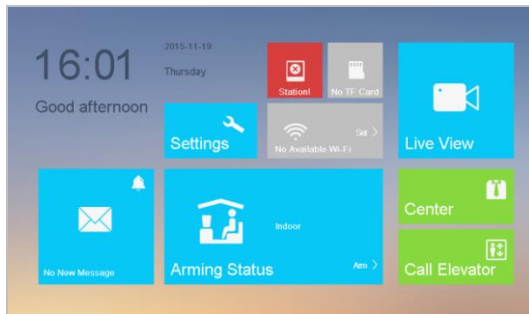 16:01
2015-11-19
Thursday
Good afternoon
Station!
No TF Card
Settings
No Available Wi-Fi
Set >
Live View
No New Message
Indoor
Arming Status
Arm >
Center
Call Elevator